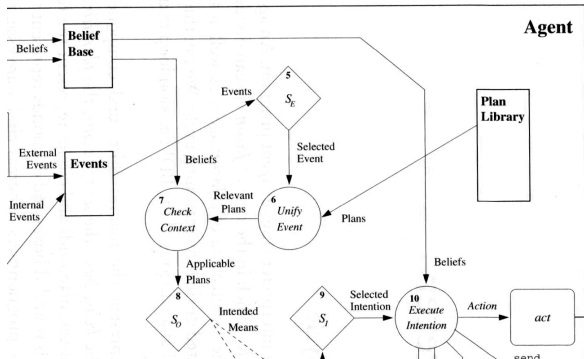 Agent
Belief
Base
Beliefs
5
S_E
Events
Plan
Library
Selected
Event
External
Events
Events
Beliefs
Internal
Events
Relevant
Plans
7
Check
Context
6
Unify
Event
Plans
Applicable
Plans
Beliefs
8
S_O
Intended
Means
9
S_I
Selected
Intention
10
Execute
Intention
Action
act
send